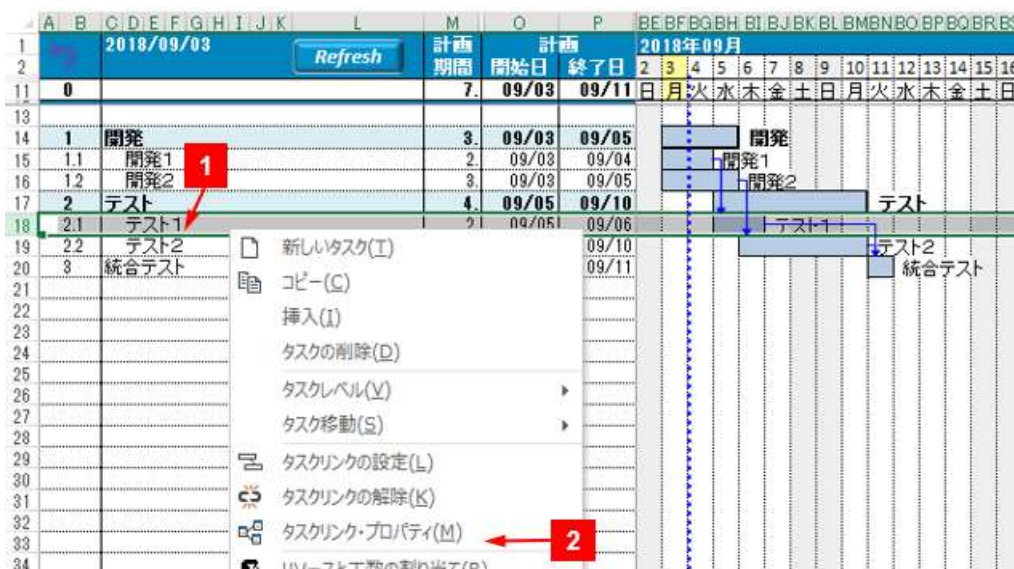 A B C D E F G H I J K L M O P BE BF BG BH BI BJ BK BL BM BN BO BP BQ BR BS
1 2018/09/03 Refresh 計画 計画 2018年09月
2 期間 開始日 終了日 2 3 4 5 6 7 8 9 10 11 12 13 14 15 16
11 0 7. 09/03 09/11 日 月 火 水 木 金 土 日 月 火 水 木 金 土 日
13
14 1 開発 3. 09/03 09/05 開発
15 1.1 開発1 2. 09/03 09/04 開発1
16 1.2 開発2 3. 09/03 09/05 開発2
17 2 テスト 4. 09/05 09/10 テスト
18 2.1 テスト1 2. 09/05 09/06 テスト1
19 2.2 テスト2 09/10 テスト2
20 3 統合テスト 09/11 統合テスト
21
22
23
24
25
26
27
28
29
30
31
32
33
34
1
新しいタスク(T)
コピー(C)
挿入(I)
タスクの削除(D)
タスクレベル(V)
タスク移動(S)
タスクリンクの設定(L)
タスクリンクの解除(K)
タスクリンク・プロパティ(M)
2
リソースと工数の割り当て(R)